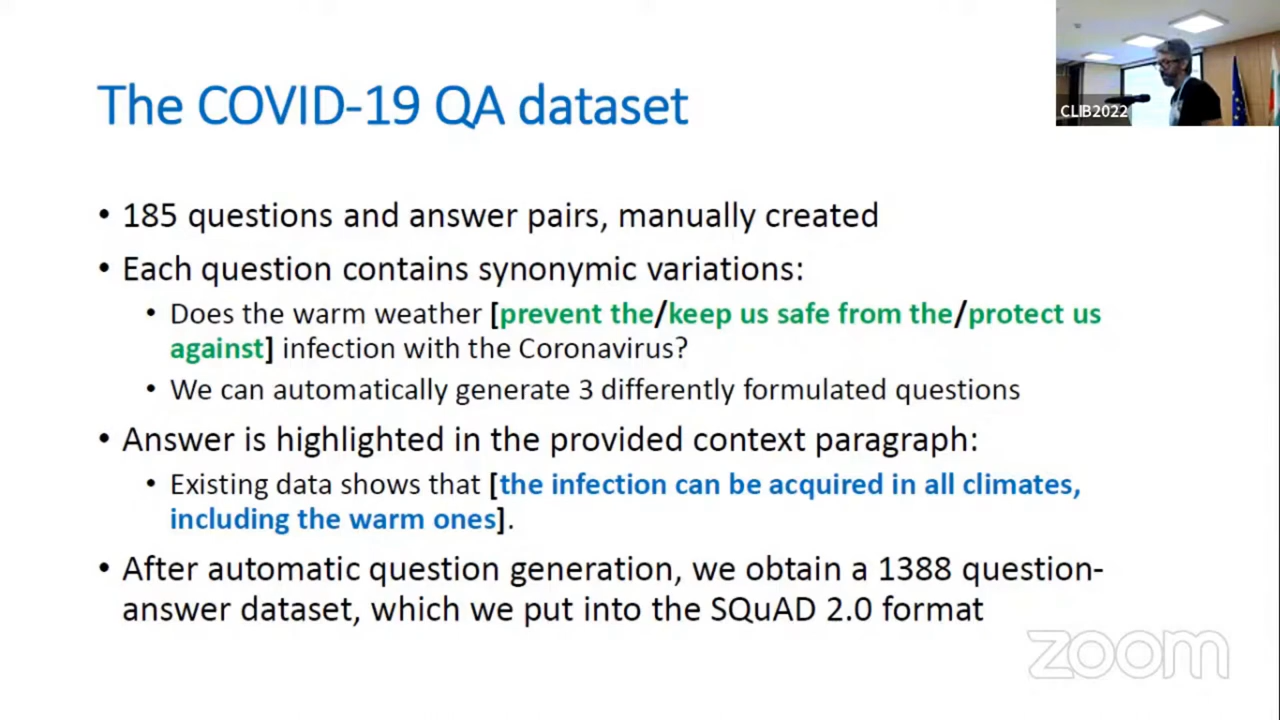 The COVID-19 QA dataset
CLIB2022
• 185 questions and answer pairs, manually created
• Each question contains synonymic variations:
• Does the warm weather [prevent the/keep us safe from the/protect us
against] infection with the Coronavirus?
• We can automatically generate 3 differently formulated questions
• Answer is highlighted in the provided context paragraph:
• Existing data shows that [the infection can be acquired in all climates,
including the warm ones].
• After automatic question generation, we obtain a 1388 question-
answer dataset, which we put into the SQuAD 2.0 format
zoom